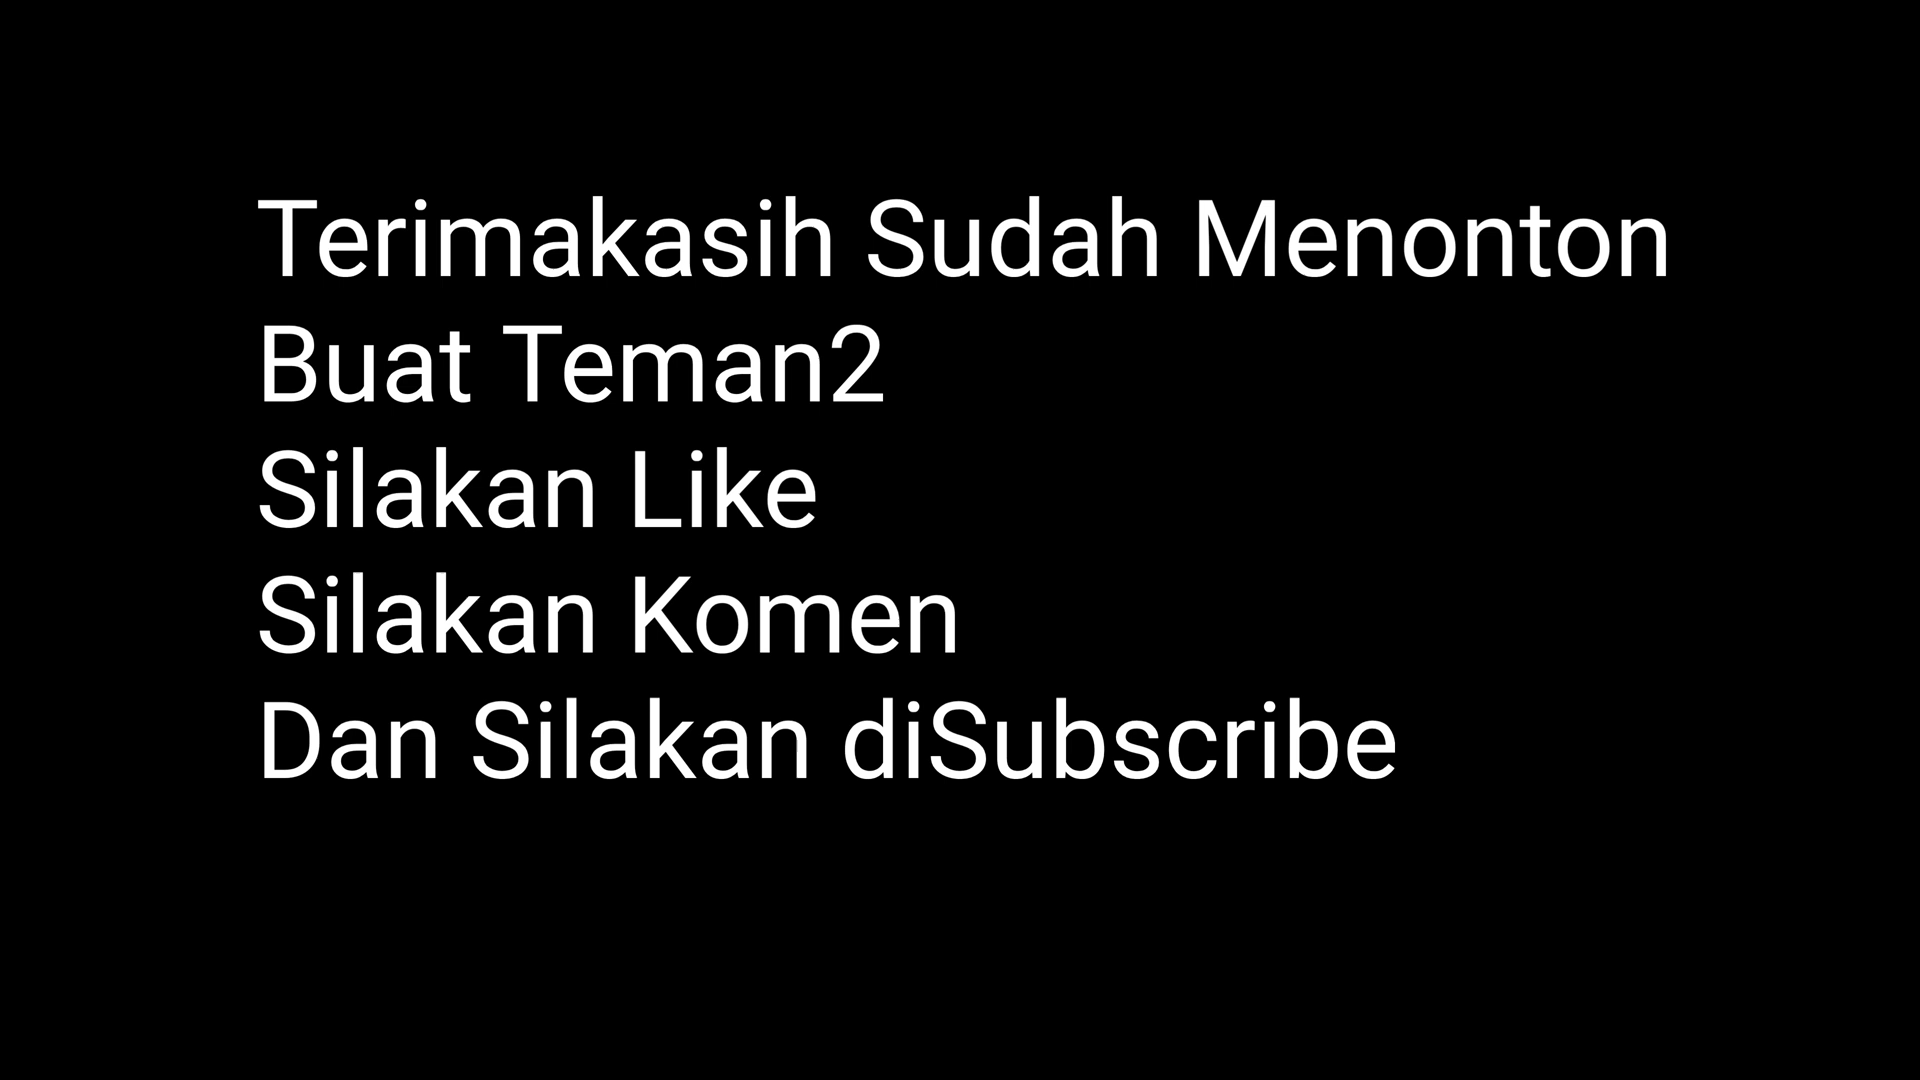 Terimakasih Sudah Menonton
Buat Teman2
Silakan Like
Silakan Komen
Dan Silakan diSubscribe